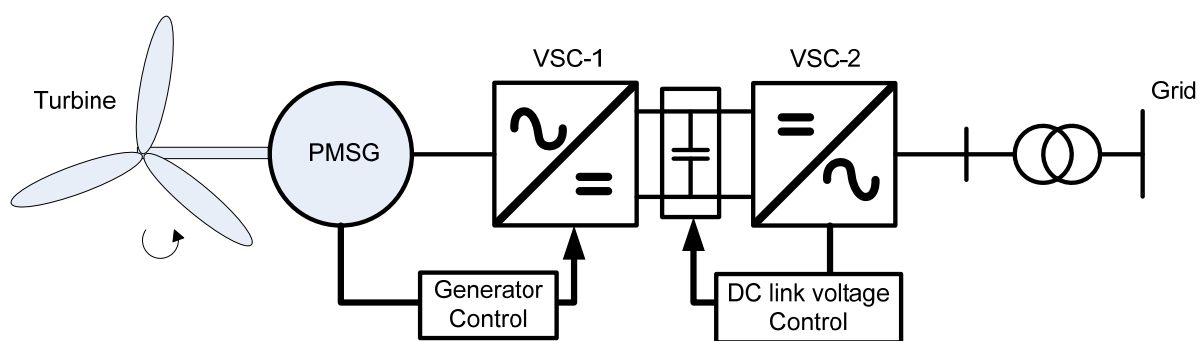 VSC-1
VSC-2
Turbine
Grid
PMSG
Generator
Control
DC link voltage
Control